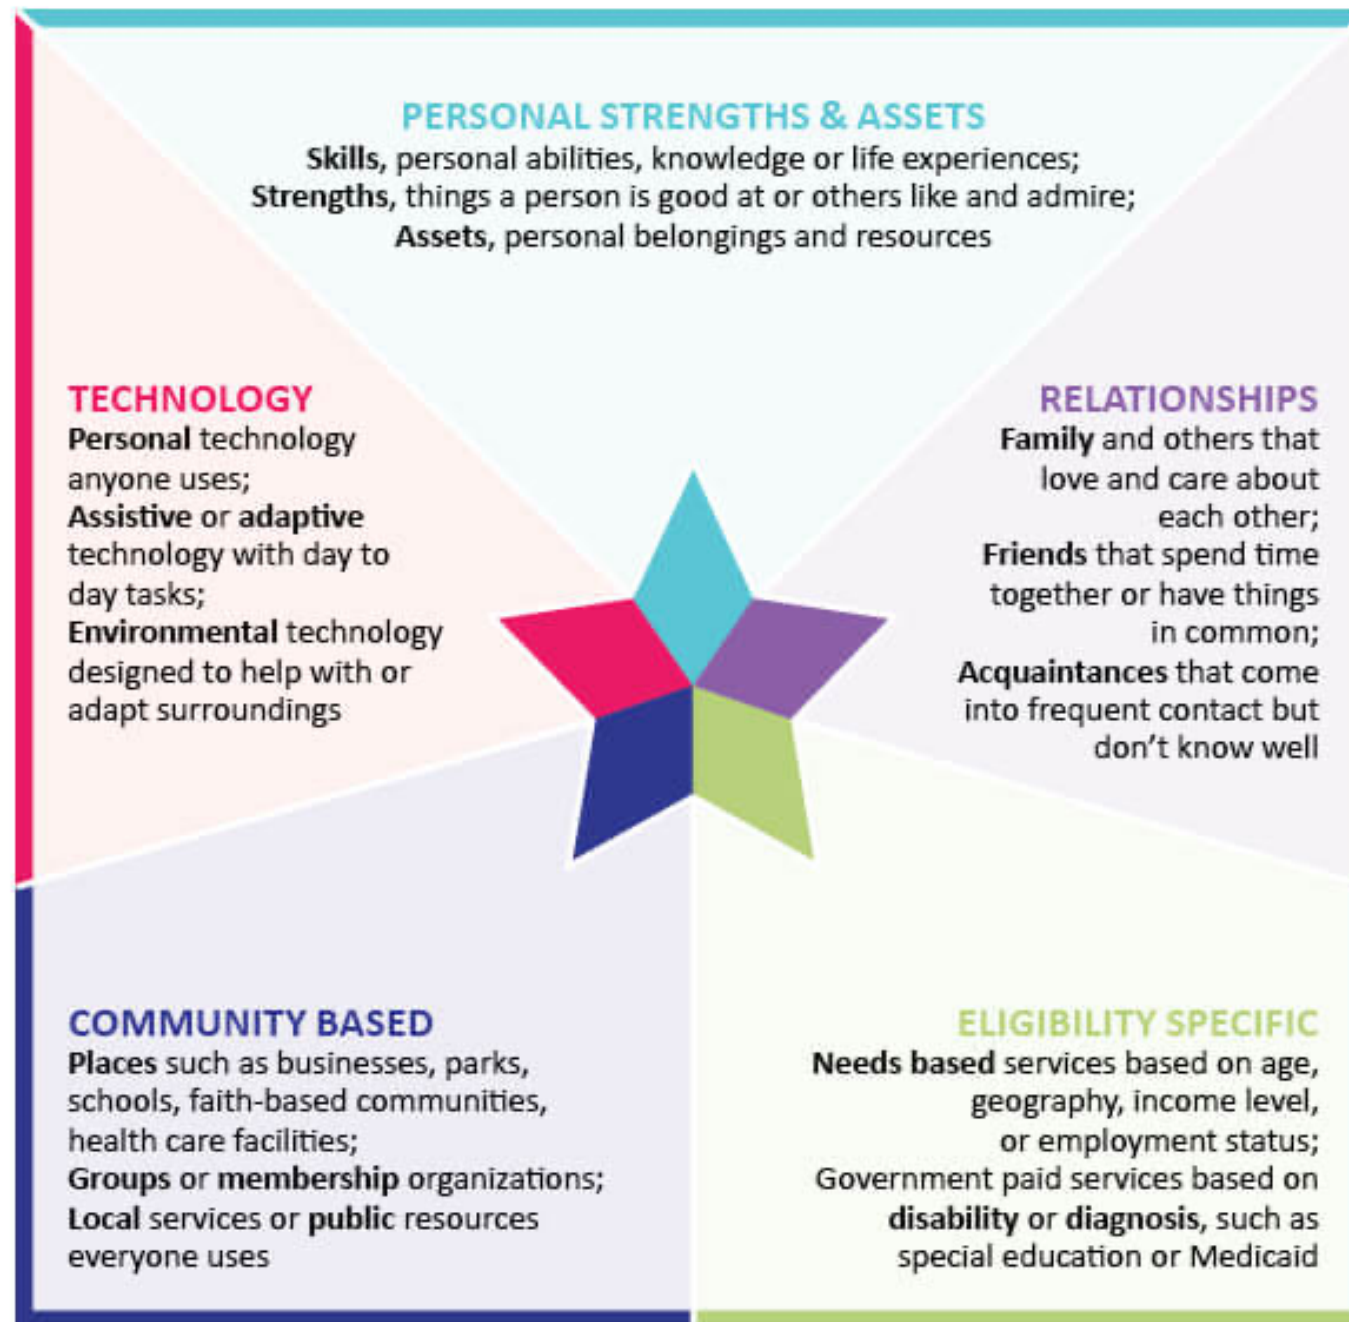 PERSONAL STRENGTHS & ASSETS
Skills, personal abilities, knowledge or life experiences;
Strengths, things a person is good at or others like and admire;
Assets, personal belongings and resources
TECHNOLOGY
Personal technology
anyone uses;
Assistive or adaptive
technology with day to
day tasks;
Environmental technology
designed to help with or
adapt surroundings
RELATIONSHIPS
Family and others that
love and care about
each other;
Friends that spend time
together or have things
in common;
Acquaintances that come
into frequent contact but
don't know well
COMMUNITY BASED
Places such as businesses, parks,
schools, faith-based communities,
health care facilities;
Groups or membership organizations;
Local services or public resources
everyone uses
ELIGIBILITY SPECIFIC
Needs based services based on age,
geography, income level,
or employment status;
Government paid services based on
disability or diagnosis, such as
special education or Medicaid